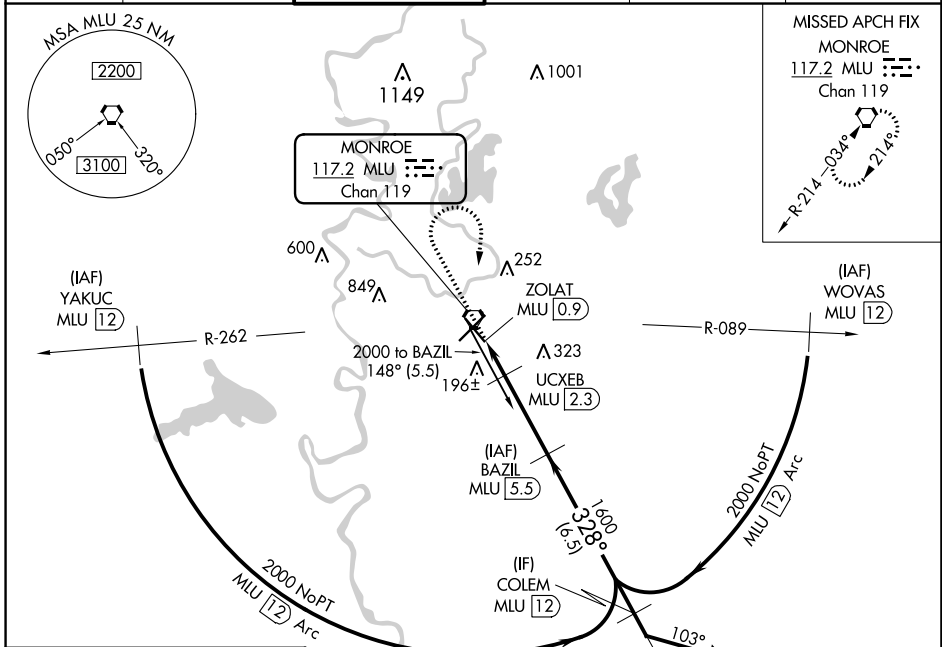 MSA MLU 25 NM
2200
050°
320°
3100
1149
1001
MISSED APCH FIX
MONROE
117.2 MLU
Chan 119
R-214
034°
214°
MONROE
117.2 MLU
Chan 119
600
849
252
ZOLAT
MLU 0.9
(IAF)
YAKUC
MLU 12
R-262
(IAF)
WOVAS
MLU 12
R-089
2000 to BAZIL
148° (5.5)
196±
323
UCXEB
MLU 2.3
(IAF)
BAZIL
MLU 5.5
1600
328°
(6.5)
2000 NoPT
MLU 12 Arc
2000 NoPT
MLU 12 Arc
(IF)
COLEM
MLU 12
103°